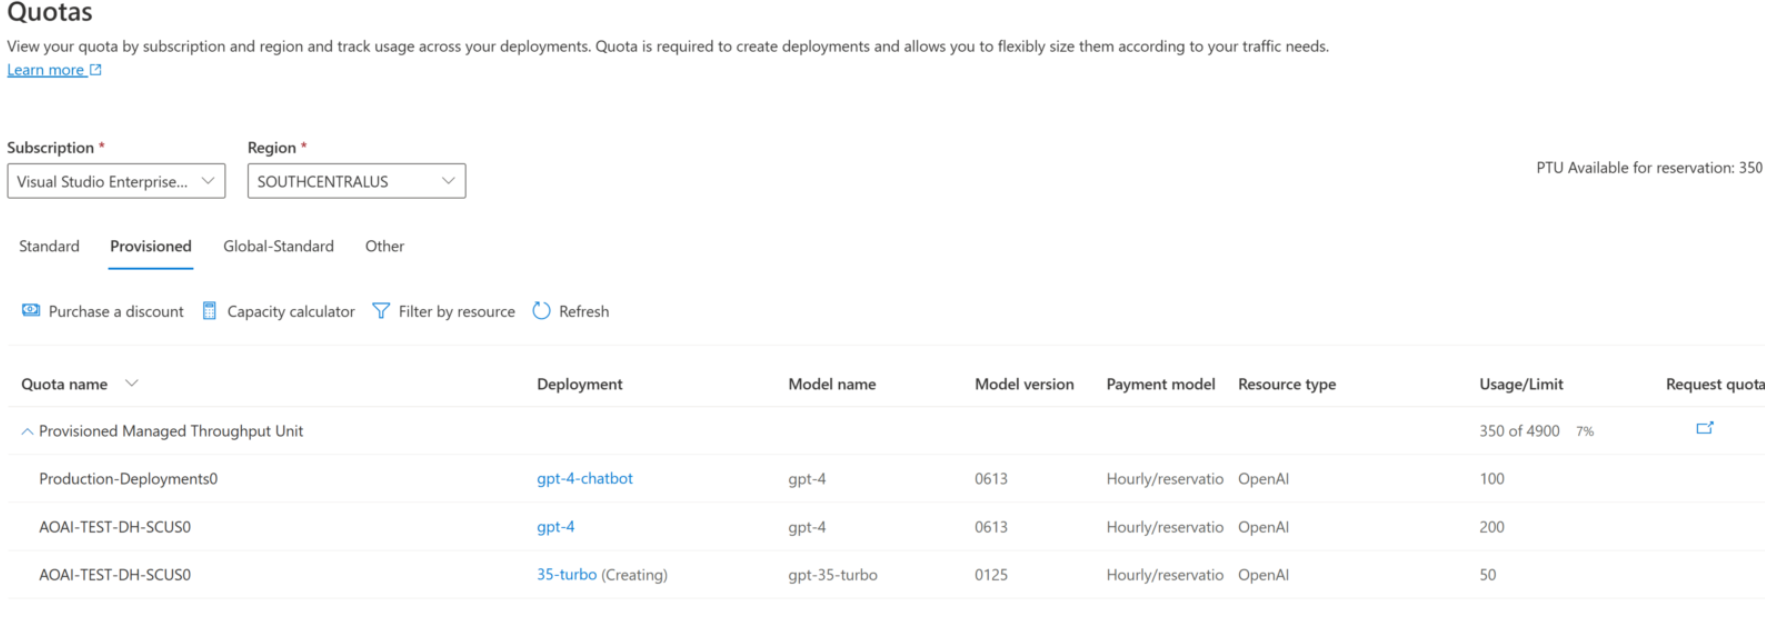 Quotas
View your quota by subscription and region and track usage across your deployments. Quota is required to create deployments and allows you to flexibly size them according to your traffic needs.
Learn more
Subscription * Region *
Visual Studio Enterprise... SOUTHCENTRALUS
PTU Available for reservation: 350
Standard Provisioned Global-Standard Other
Purchase a discount Capacity calculator Filter by resource Refresh
Quota name Deployment Model name Model version Payment model Resource type Usage/Limit Request quota
Provisioned Managed Throughput Unit 350 of 4900 7%
Production-Deployments0 gpt-4-chatbot gpt-4 0613 Hourly/reservatio OpenAI 100
AOAI-TEST-DH-SCUS0 gpt-4 gpt-4 0613 Hourly/reservatio OpenAI 200
AOAI-TEST-DH-SCUS0 35-turbo (Creating) gpt-35-turbo 0125 Hourly/reservatio OpenAI 50